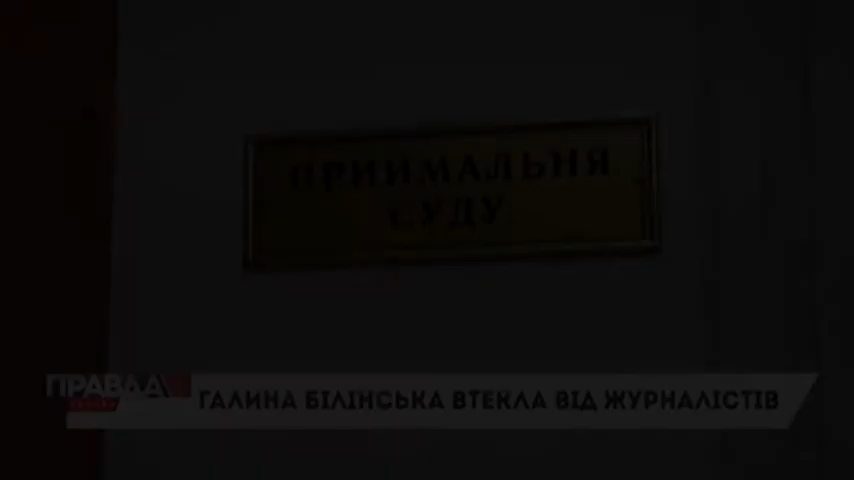 ПРИЙМАЛЬНЯ
СУДУ
ПРАВДА
ГАЛИНА БІЛІНСЬКА ВТЕКЛА ВІД ЖУРНАЛІСТІВ